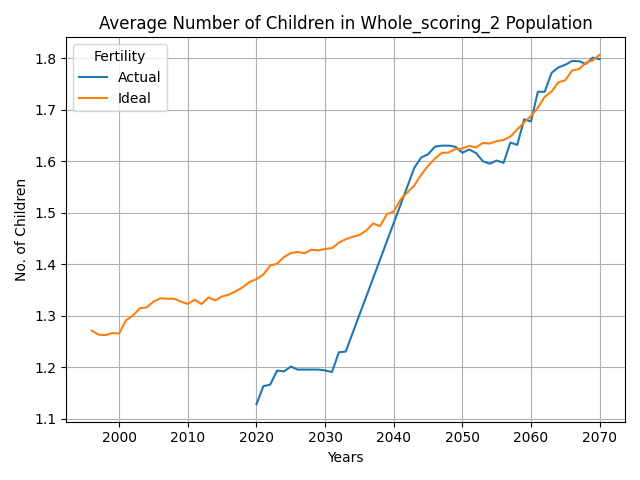 Average Number of Children in Whole_scoring_2 Population
Fertility
Actual
Ideal
No. of Children
1.8
1.7
1.6
1.5
1.4
1.3
1.2
1.1
2000 2010 2020 2030 2040 2050 2060 2070
Years